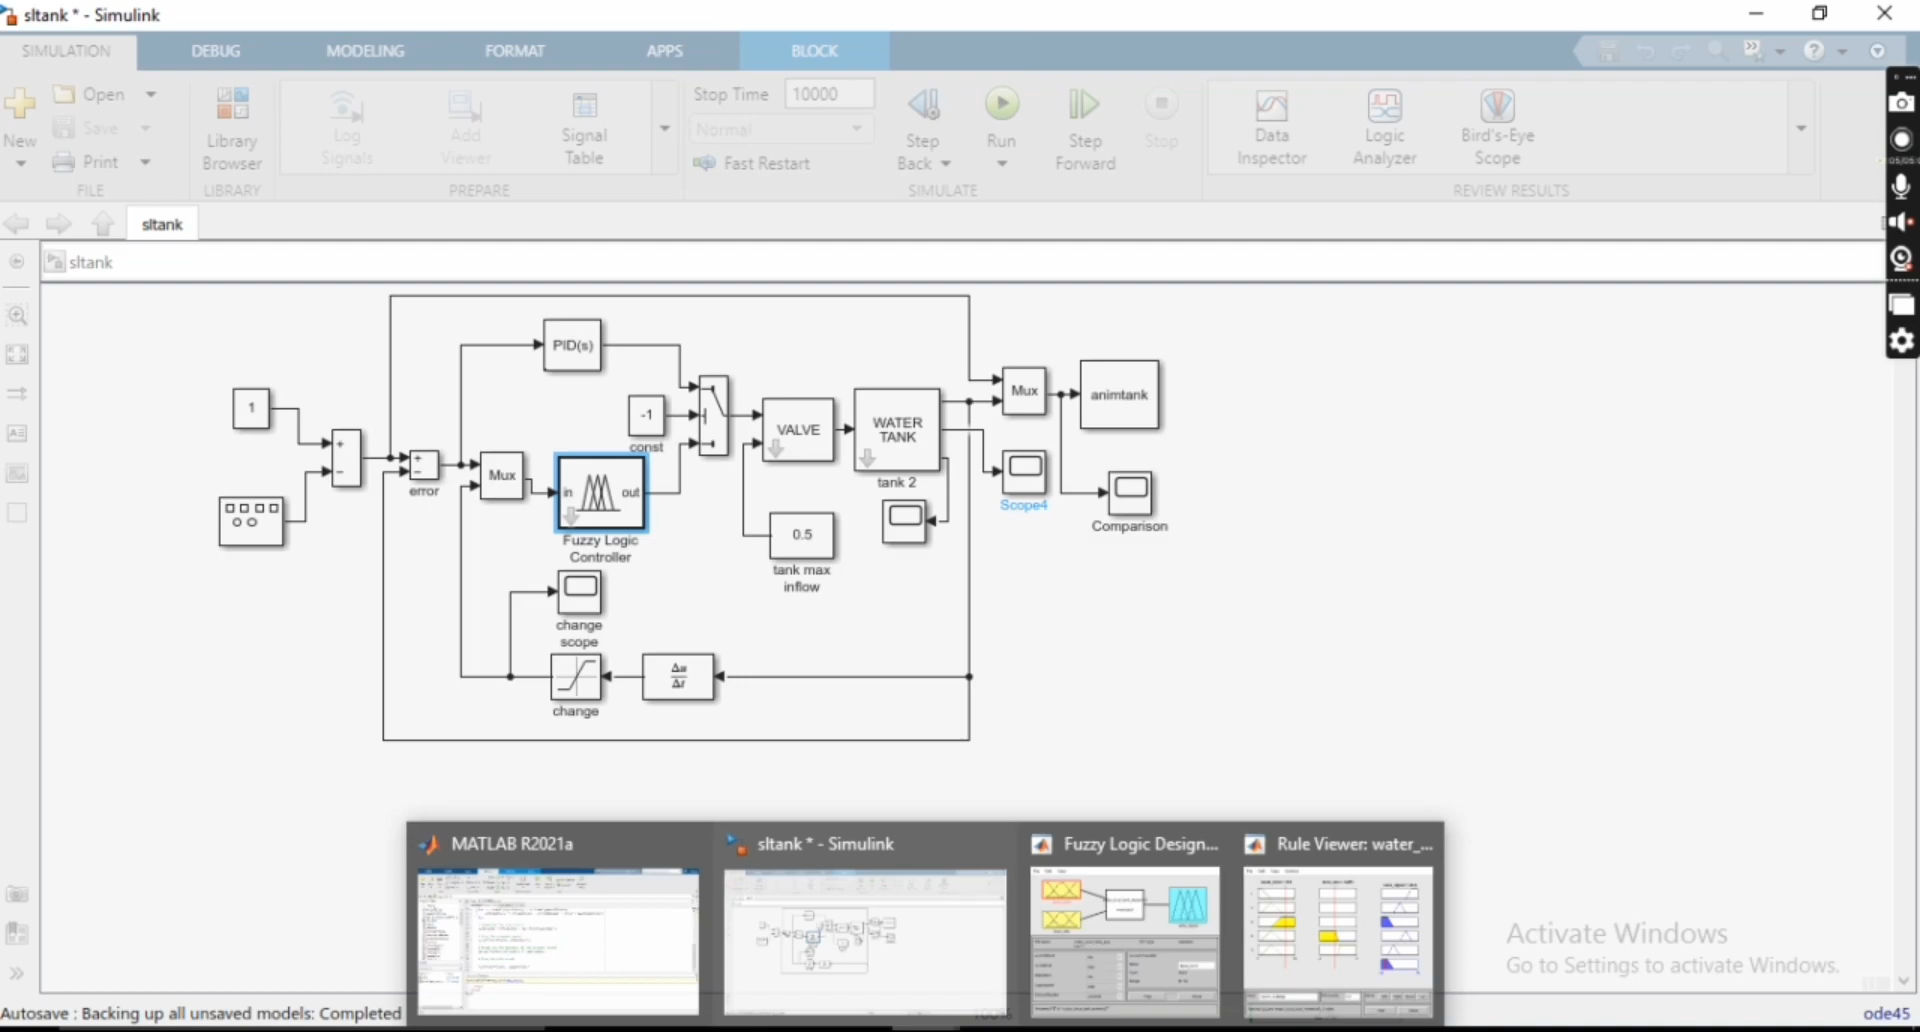 sltank * - Simulink
SIMULATION DEBUG MODELING FORMAT APPS BLOCK
New
Open
Save
Print
FILE
Library
Browser
LIBRARY
Log
Signals
Add
Viewer
Signal
Table
PREPARE
Stop Time 10000
Normal
Fast Restart
Step
Back
Run
Step
Forward
Stop
SIMULATE
Data
Inspector
Logic
Analyzer
Bird's-Eye
Scope
REVIEW RESULTS
sltank
sltank
PID(s)
1
-1
const
VALVE
WATER
TANK
tank 2
Mux
animtank
error
Mux
in out
Fuzzy Logic
Controller
0.5
tank max
inflow
Scope4
Comparison
change
scope
Δu
Δt
change
MATLAB R2021a
sltank * - Simulink
Fuzzy Logic Design...
Rule Viewer: water_...
Activate Windows
Go to Settings to activate Windows.
Autosave : Backing up all unsaved models: Completed
ode45